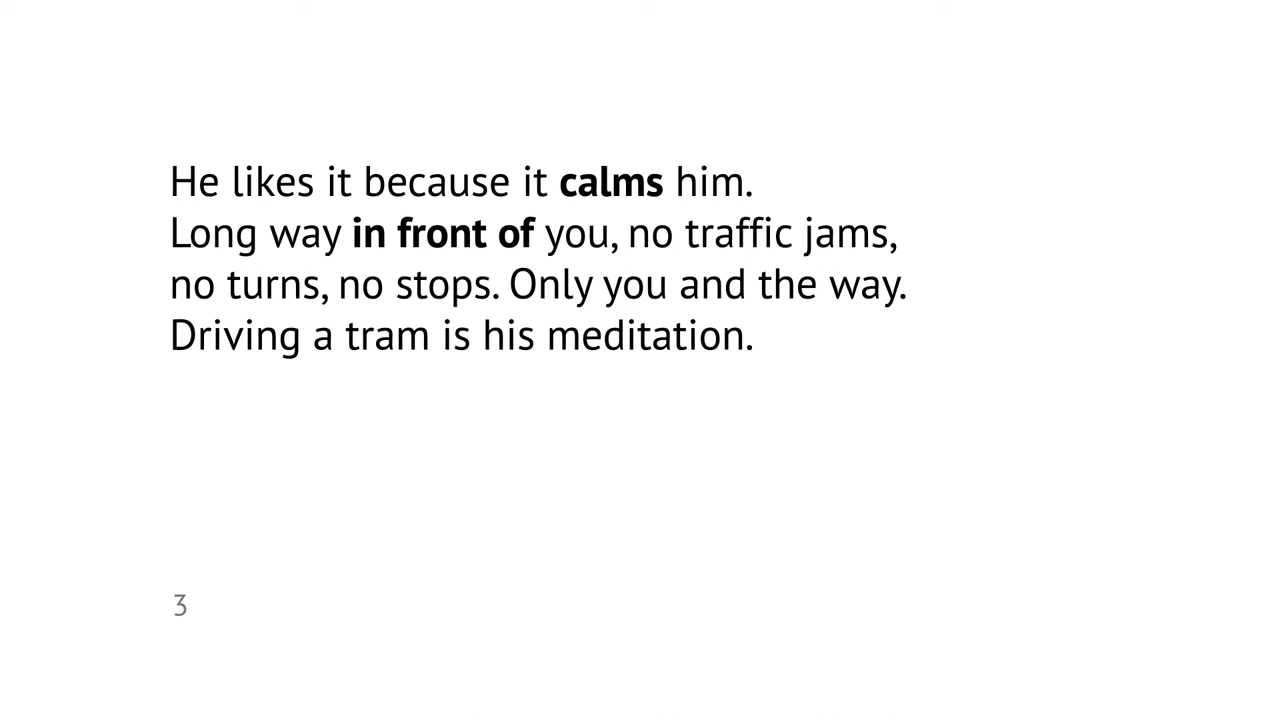 He likes it because it calms him.
Long way in front of you, no traffic jams,
no turns, no stops. Only you and the way.
Driving a tram is his meditation.
3